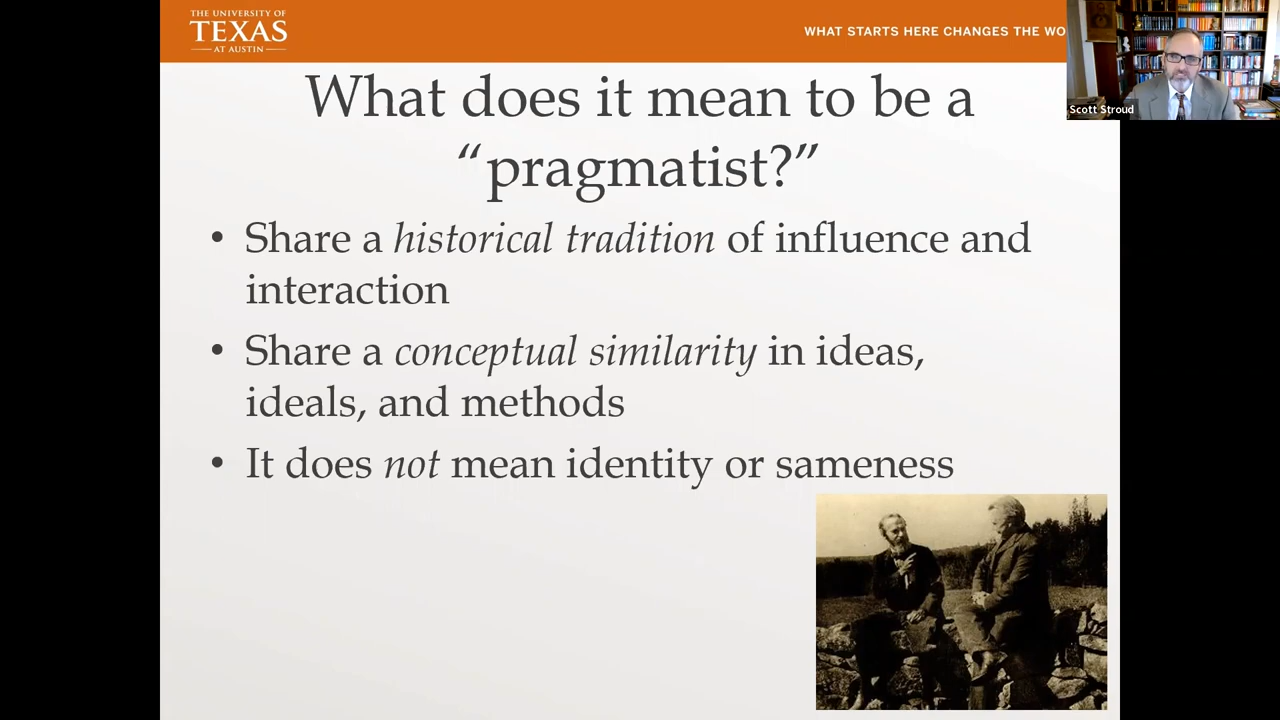 THE UNIVERSITY OF
TEXAS
AT AUSTIN
WHAT STARTS HERE CHANGES THE WO
Scott Stroud
What does it mean to be a
“pragmatist?”
• Share a historical tradition of influence and
interaction
• Share a conceptual similarity in ideas,
ideals, and methods
• It does not mean identity or sameness